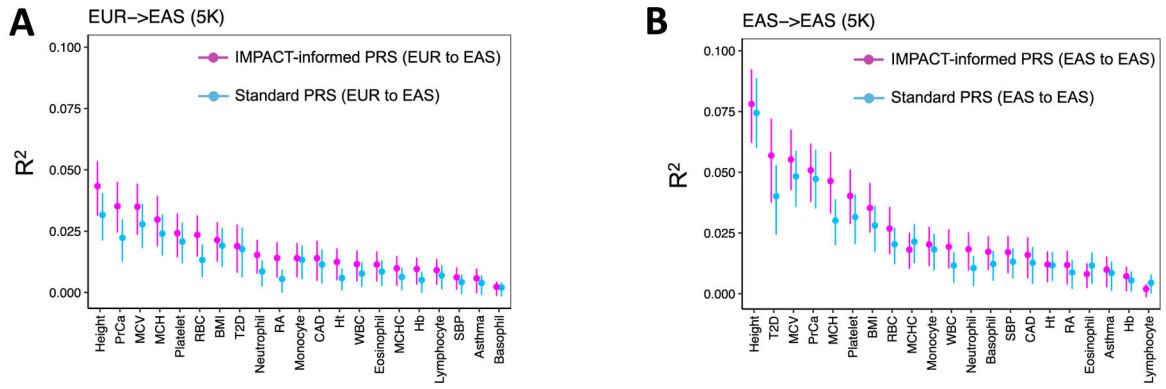 A
EUR->EAS (5K)
R²
0.100
0.075
0.050
0.025
0.000
IMPACT-informed PRS (EUR to EAS)
Standard PRS (EUR to EAS)
Height
PrCa
MCV
MCH
Platelet
RBC
BMI
T2D
Neutrophil
RA
Monocyte
CAD
Ht
WBC
Eosinophil
MCHC
Hb
Lymphocyte
SBP
Asthma
Basophil
B
EAS->EAS (5K)
R²
0.100
0.075
0.050
0.025
0.000
IMPACT-informed PRS (EAS to EAS)
Standard PRS (EAS to EAS)
Height
T2D
MCV
PrCa
MCH
Platelet
BMI
RBC
MCHC
Monocyte
WBC
Neutrophil
Basophil
SBP
CAD
Ht
RA
Eosinophil
Asthma
Hb
Lymphocyte